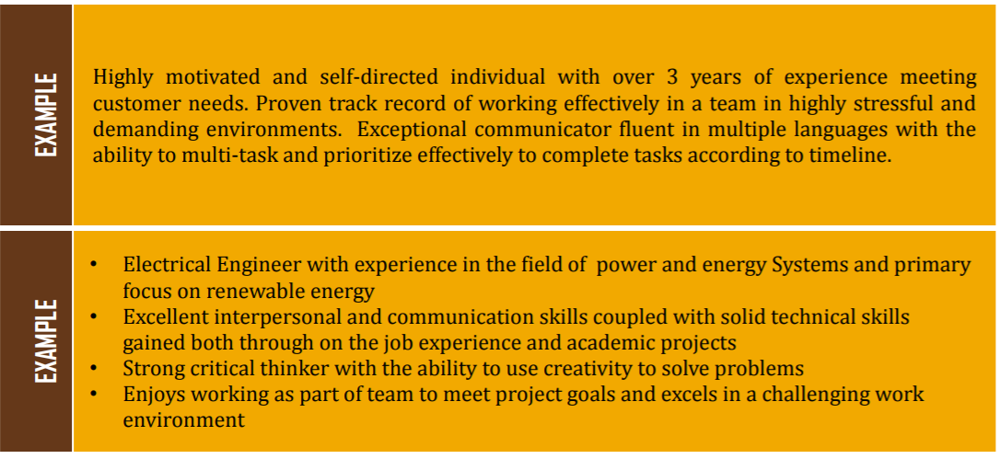 EXAMPLE
Highly motivated and self-directed individual with over 3 years of experience meeting
customer needs. Proven track record of working effectively in a team in highly stressful and
demanding environments. Exceptional communicator fluent in multiple languages with the
ability to multi-task and prioritize effectively to complete tasks according to timeline.
EXAMPLE
• Electrical Engineer with experience in the field of power and energy Systems and primary
focus on renewable energy
• Excellent interpersonal and communication skills coupled with solid technical skills
gained both through on the job experience and academic projects
• Strong critical thinker with the ability to use creativity to solve problems
• Enjoys working as part of team to meet project goals and excels in a challenging work
environment